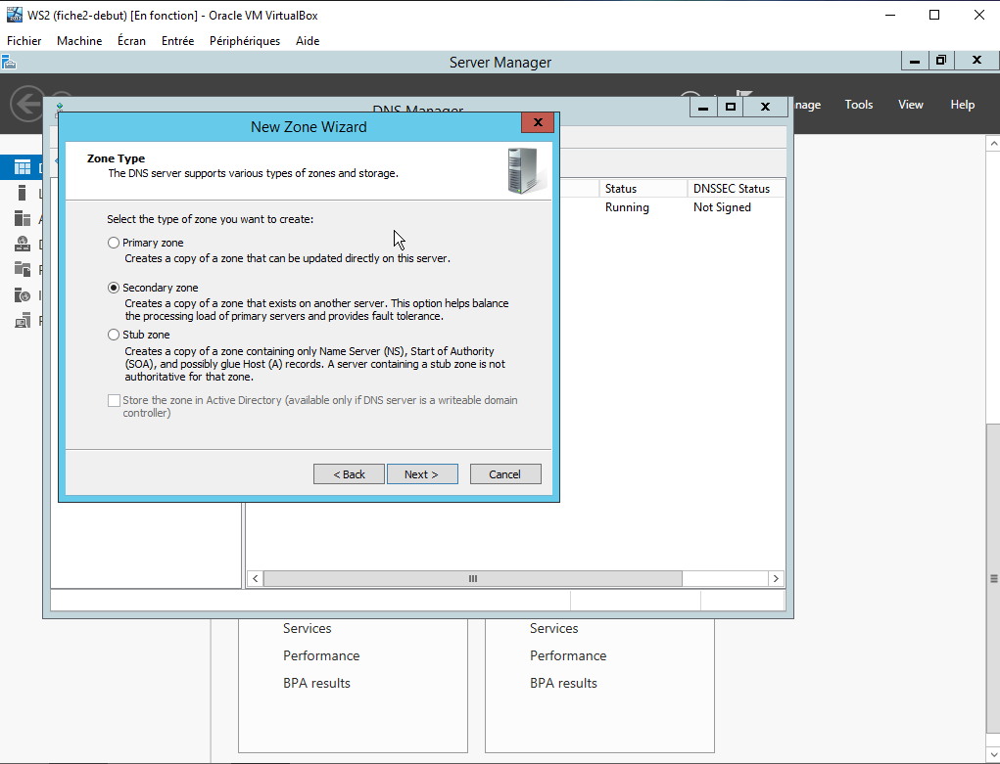 WS2 (fiche2-debut) [En fonction] - Oracle VM VirtualBox
Fichier Machine Écran Entrée Périphériques Aide
Server Manager
Tools View Help
DNS Manager
New Zone Wizard
Zone Type
The DNS server supports various types of zones and storage.
Status DNSSEC Status
Running Not Signed
Select the type of zone you want to create:
Primary zone
Creates a copy of a zone that can be updated directly on this server.
Secondary zone
Creates a copy of a zone that exists on another server. This option helps balance
the processing load of primary servers and provides fault tolerance.
Stub zone
Creates a copy of a zone containing only Name Server (NS), Start of Authority
(SOA), and possibly glue Host (A) records. A server containing a stub zone is not
authoritative for that zone.
Store the zone in Active Directory (available only if DNS server is a writeable domain
controller)
< Back Next > Cancel
Services Services
Performance Performance
BPA results BPA results